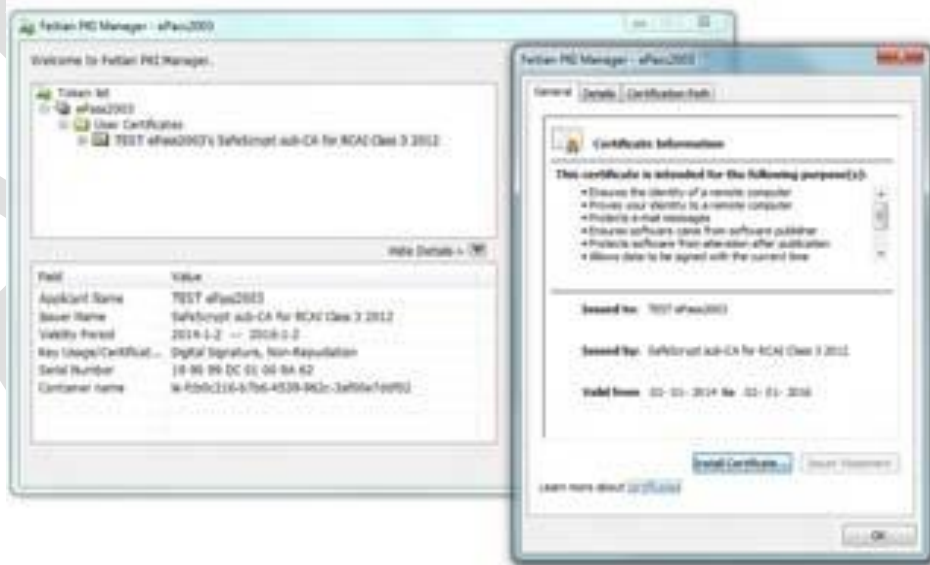 Feitian PKI Manager - ePass2003
Welcome to Feitian PKI Manager.
Token list
ePass2003
User Certificates
TEST ePass2003's SafeScrypt sub-CA for RCAI Class 3 2012
Hide Details
Field Value
Applicant Name TEST ePass2003
Issuer Name SafeScrypt sub-CA for RCAI Class 3 2012
Validity Period 2014-1-2 --- 2016-1-2
Key Usage/Certificat... Digital Signature, Non-Repudiation
Serial Number
Container name
Feitian PKI Manager - ePass2003
General Details Certification Path
Certificate Information
This certificate is intended for the following purpose(s):
• Ensures the identity of a remote computer
• Proves your identity to a remote computer
• Protects e-mail messages
• Ensures software came from software publisher
• Protects software from alteration after publication
• Allows data to be signed with the current time
Issued to: TEST ePass2003
Issued by: SafeScrypt sub-CA for RCAI Class 3 2012
Valid from 02-01-2014 to 02-01-2016
Install Certificate... Issuer Statement
Learn more about certificates
OK